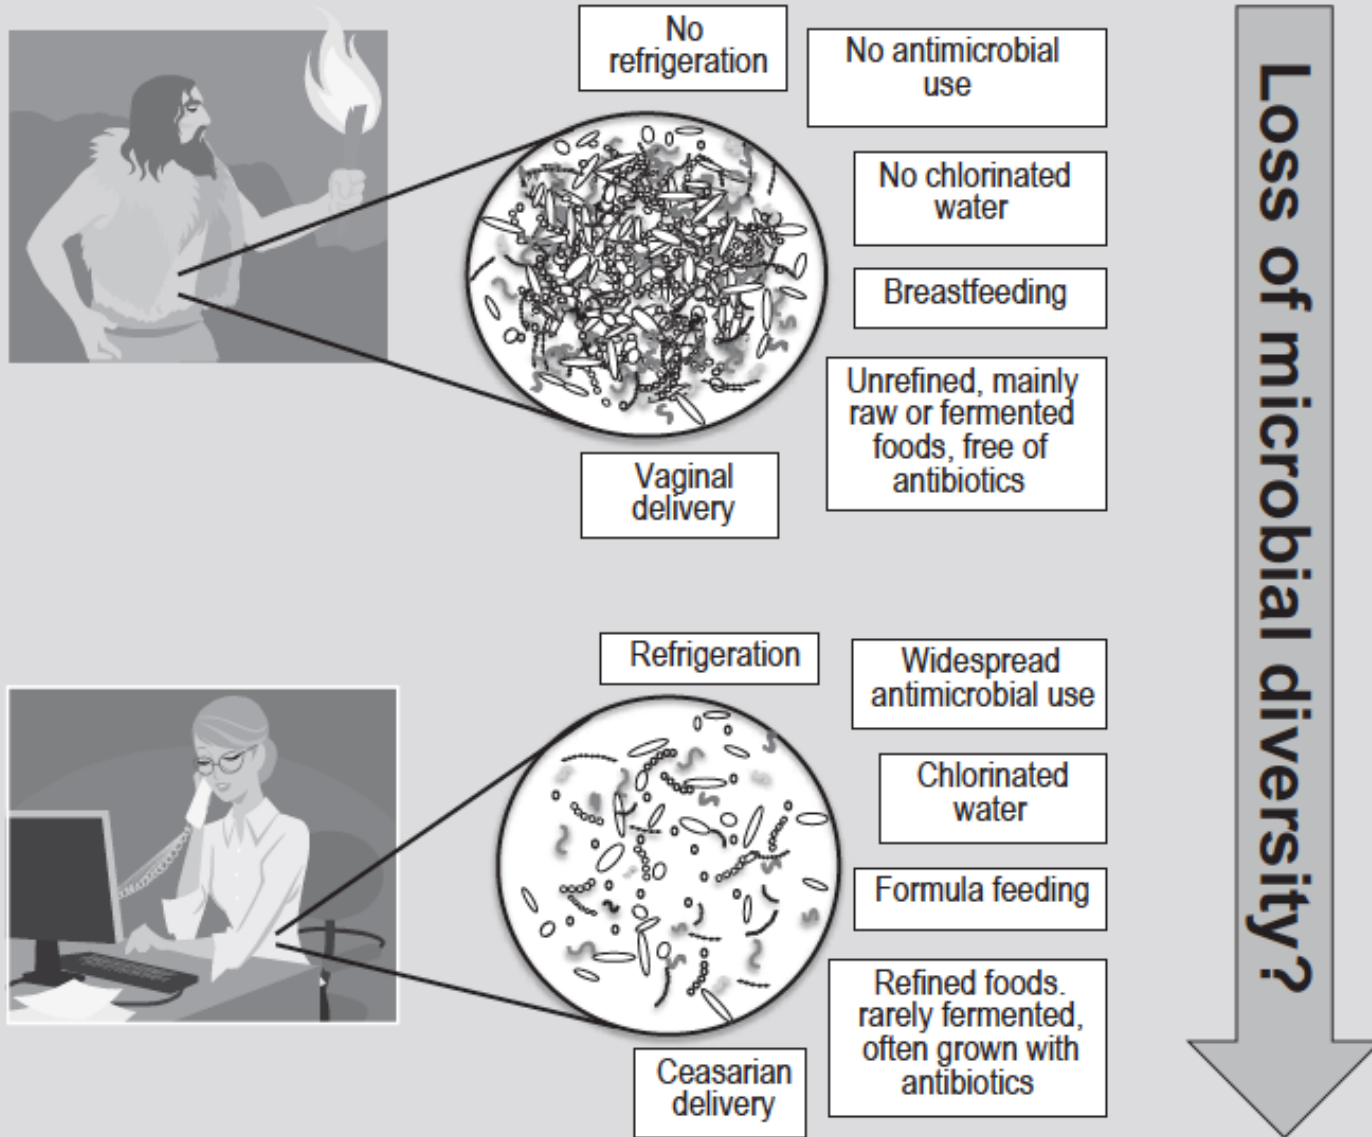 No
refrigeration
No antimicrobial
use
No chlorinated
water
Breastfeeding
Unrefined, mainly
raw or fermented
foods, free of
antibiotics
Vaginal
delivery
Refrigeration
Widespread
antimicrobial use
Chlorinated
water
Formula feeding
Refined foods.
rarely fermented,
often grown with
antibiotics
Ceasarian
delivery
Loss of microbial diversity?